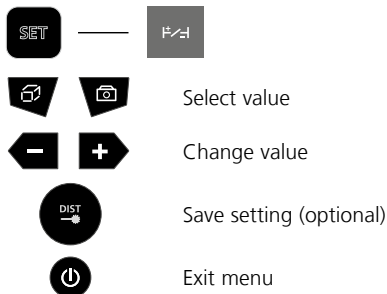 SET
Select value
Change value
DIST
Save setting (optional)
Exit menu